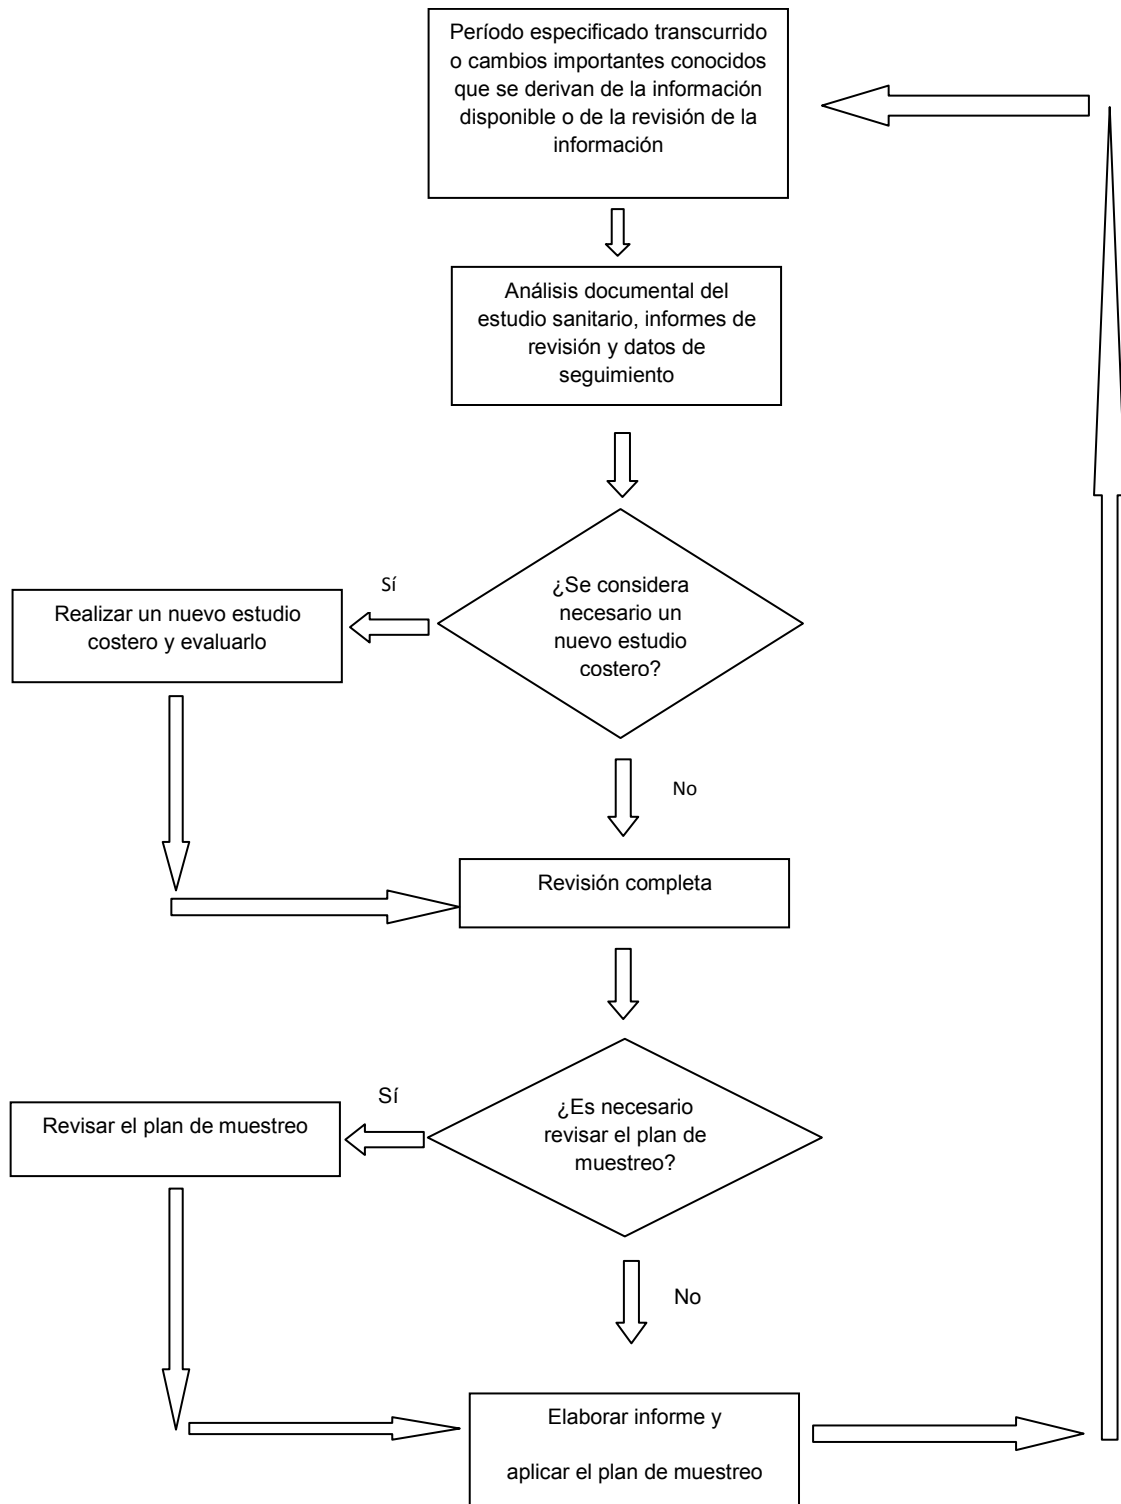 Período especificado transcurrido
o cambios importantes conocidos
que se derivan de la información
disponible o de la revisión de la
información
Análisis documental del
estudio sanitario, informes de
revisión y datos de
seguimiento
¿Se considera
necesario un
nuevo estudio
costero?
Sí
Realizar un nuevo estudio
costero y evaluarlo
No
Revisión completa
¿Es necesario
revisar el plan de
muestreo?
Sí
Revisar el plan de muestreo
No
Elaborar informe y
aplicar el plan de muestreo